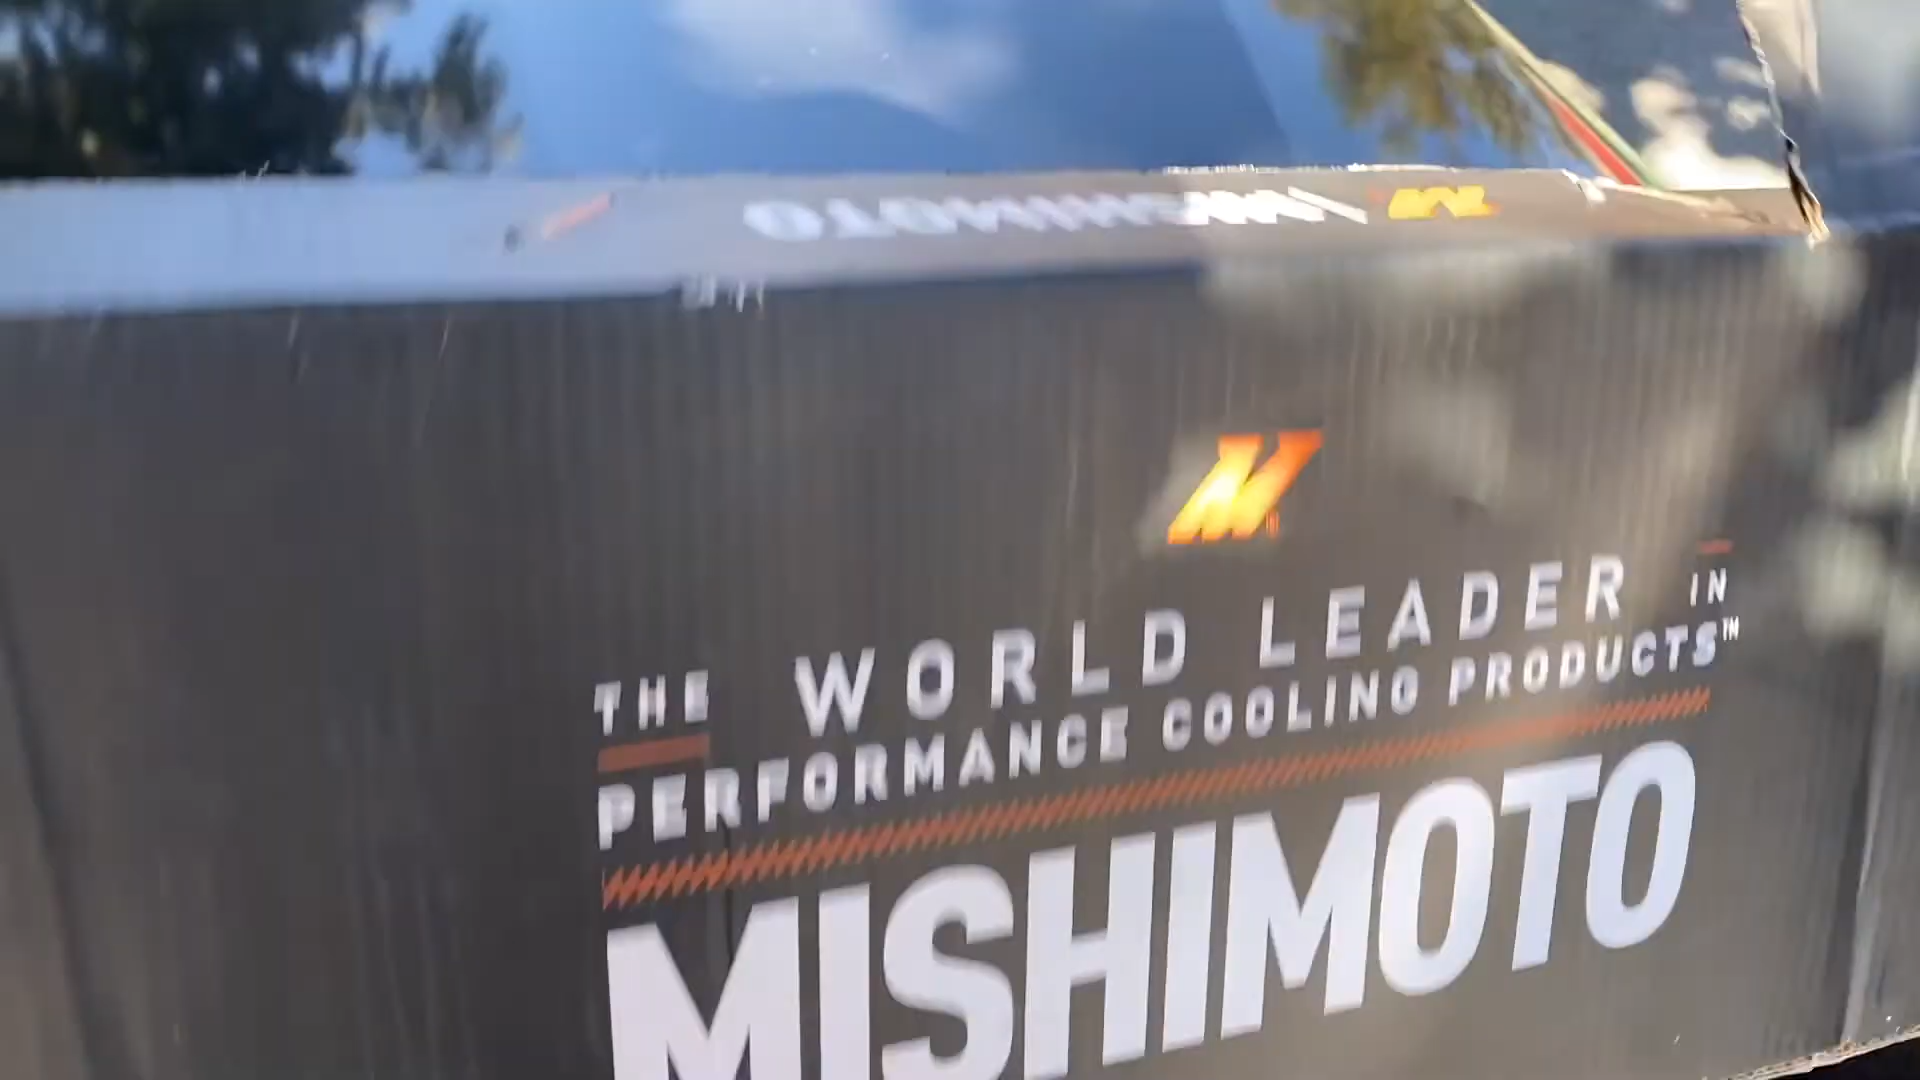 MISHIMOTO
THE WORLD LEADER IN
PERFORMANCE COOLING PRODUCTS™
MISHIMOTO